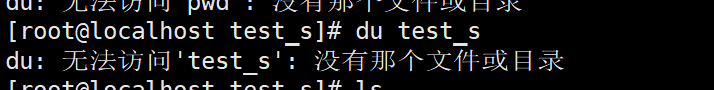 du: 无法访问'pwd': 没有那个文件或目录
[root@localhost test_s]# du test_s
du: 无法访问'test_s': 没有那个文件或目录
[root@localhost test_s]# ls